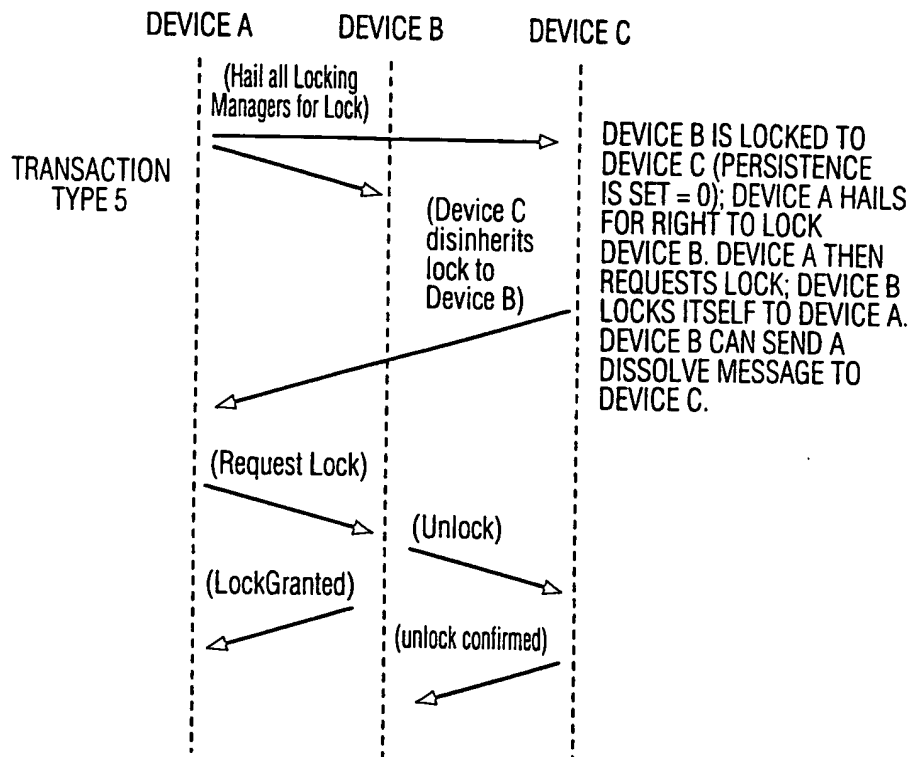 DEVICE A
DEVICE B
DEVICE C
(Hail all Locking
Managers for Lock)
TRANSACTION
TYPE 5
DEVICE B IS LOCKED TO
DEVICE C (PERSISTENCE
IS SET = 0); DEVICE A HAILS
FOR RIGHT TO LOCK
DEVICE B. DEVICE A THEN
REQUESTS LOCK; DEVICE B
LOCKS ITSELF TO DEVICE A.
DEVICE B CAN SEND A
DISSOLVE MESSAGE TO
DEVICE C.
(Device C
disinherits
lock to
Device B)
(Request Lock)
(Unlock)
(LockGranted)
(unlock confirmed)